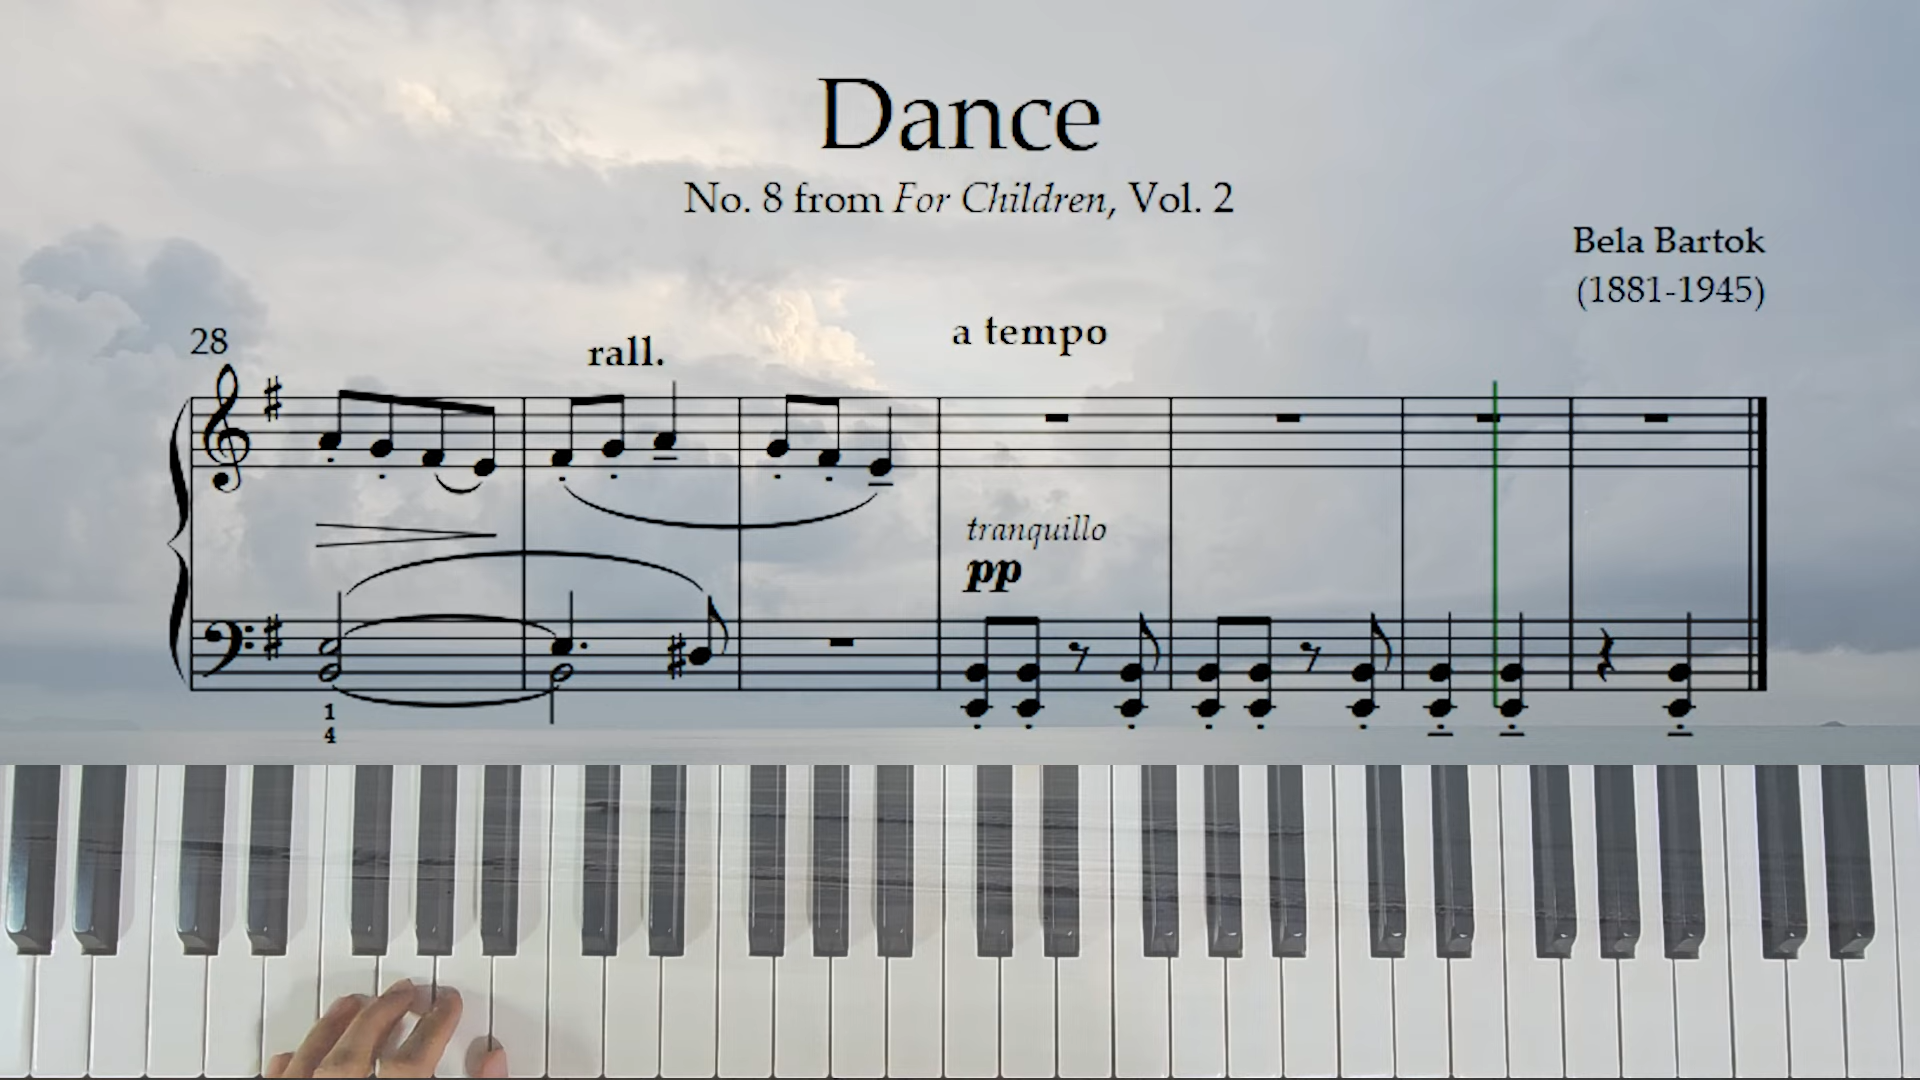 Dance
No. 8 from For Children, Vol. 2
Bela Bartok
(1881-1945)
28
rall.
a tempo
tranquillo
pp
1
4